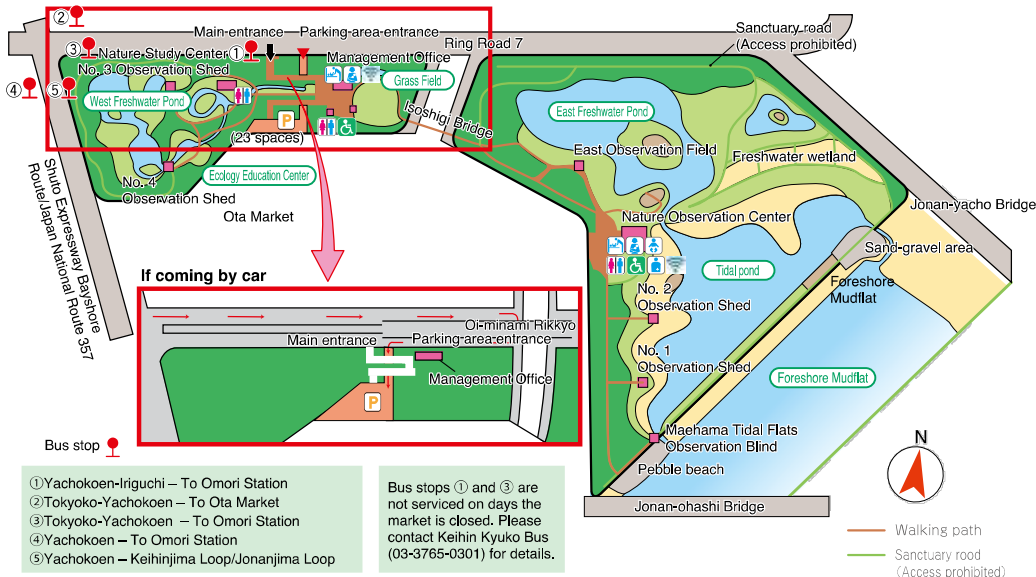 ②
Main entrance
Parking-area entrance
Sanctuary road
(Access prohibited)
③
Nature Study Center
①
Management Office
Ring Road 7
No. 3 Observation Shed
④
⑤
West Freshwater Pond
Grass Field
East Freshwater Pond
Isoshigi Bridge
P
(23 spaces)
East Observation Field
Freshwater wetland
No. 4
Observation Shed
Ecology Education Center
Ota Market
Nature Observation Center
Jonan-yacho Bridge
Sand-gravel area
Shuto Expressway Bayshore
Route/Japan National Route 357
If coming by car
Tidal pond
Foreshore
Mudflat
No. 2
Observation Shed
Oi-minami Rikkyo
Main entrance
Parking-area entrance
Management Office
P
No. 1
Observation Shed
Foreshore Mudflat
Maehama Tidal Flats
Observation Blind
Pebble beach
N
Jonan-ohashi Bridge
Bus stop
①Yachokoen-Iriguchi – To Omori Station
②Tokyoko-Yachokoen – To Ota Market
③Tokyoko-Yachokoen – To Omori Station
④Yachokoen – To Omori Station
⑤Yachokoen – Keihinjima Loop/Jonanjima Loop
Bus stops ① and ③ are
not serviced on days the
market is closed. Please
contact Keihin Kyuko Bus
(03-3765-0301) for details.
Walking path
Sanctuary rood
(Access prohibited)